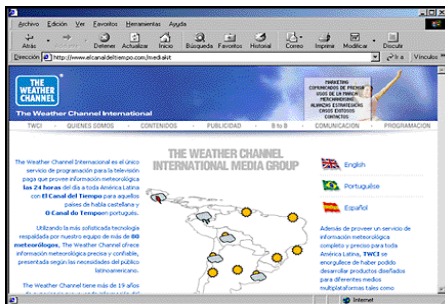 Archivo Edición Ver Favoritos Herramientas Ayuda
Atrás Detener Actualizar Inicio Búsqueda Favoritos Historial Correo Imprimir Modificar Discutir
Dirección http://www.elcanaldeltiempo.com/mediakit Ir a Vínculos
THE
WEATHER
CHANNEL
The Weather Channel International
MARKETING
COMUNICADOS DE PRENSA
USOS DE LA MARCA
MERCHANDISING
ALIANZAS ESTRATEGICAS
CASOS EXITOSOS
CONTACTOS
TWCI QUIENES SOMOS CONTENIDOS PUBLICIDAD B to B COMUNICACION PROGRAMACION
THE WEATHER CHANNEL
INTERNATIONAL MEDIA GROUP
The Weather Channel International es el único
servicio de programación para la televisión
paga que provee información meteorológica
las 24 horas del día a toda América Latina
con El Canal del Tiempo para aquellos
países de habla castellana y
O Canal do Tempo en portugués.
Utilizando la más sofisticada tecnología
respaldada por nuestro equipo de más de 80
meteorólogos, The Weather Channel ofrece
información meteorológica precisa y confiable,
presentada según las necesidades del público
latinoamericano.
The Weather Channel tiene más de 19 años
English
Portuguêse
Español
Además de proveer un servicio de
información meteorológica
completo y preciso para toda
América Latina, TWCI se
enorgullece de haber podido
desarrollar productos diseñados
para diferentes medios
multiplataformas tales como
Internet